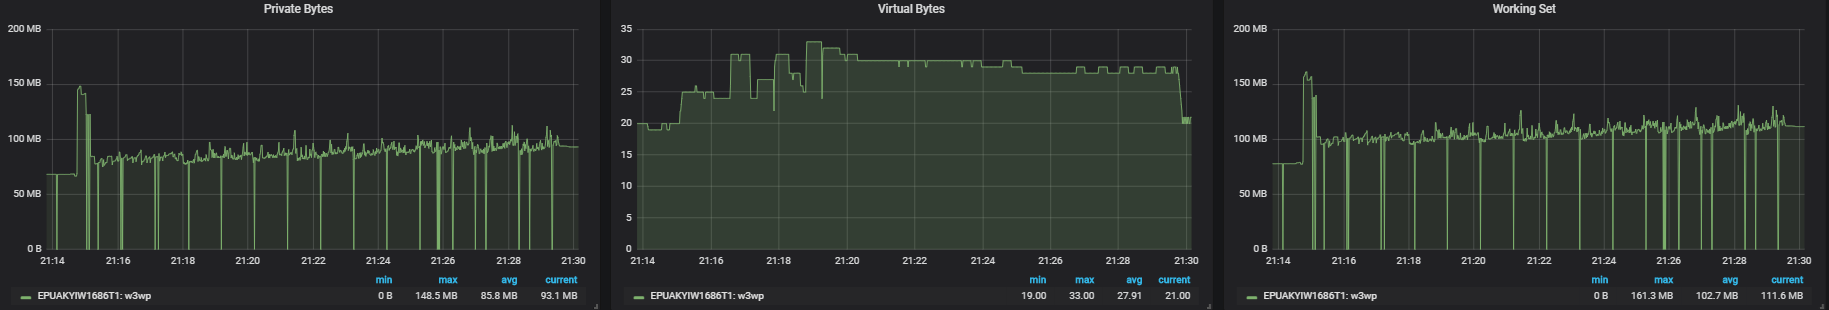 Private Bytes
200 MB
150 MB
100 MB
50 MB
0 B
21:14 21:16 21:18 21:20 21:22 21:24 21:26 21:28 21:30
min max avg current
EPUAKYIW1686T1: w3wp 0 B 148.5 MB 85.8 MB 93.1 MB
Virtual Bytes
35
30
25
20
15
10
5
0
21:14 21:16 21:18 21:20 21:22 21:24 21:26 21:28 21:30
min max avg current
EPUAKYIW1686T1: w3wp 19.00 33.00 27.91 21.00
Working Set
200 MB
150 MB
100 MB
50 MB
0 B
21:14 21:16 21:18 21:20 21:22 21:24 21:26 21:28 21:30
min max avg current
EPUAKYIW1686T1: w3wp 0 B 161.3 MB 102.7 MB 111.6 MB